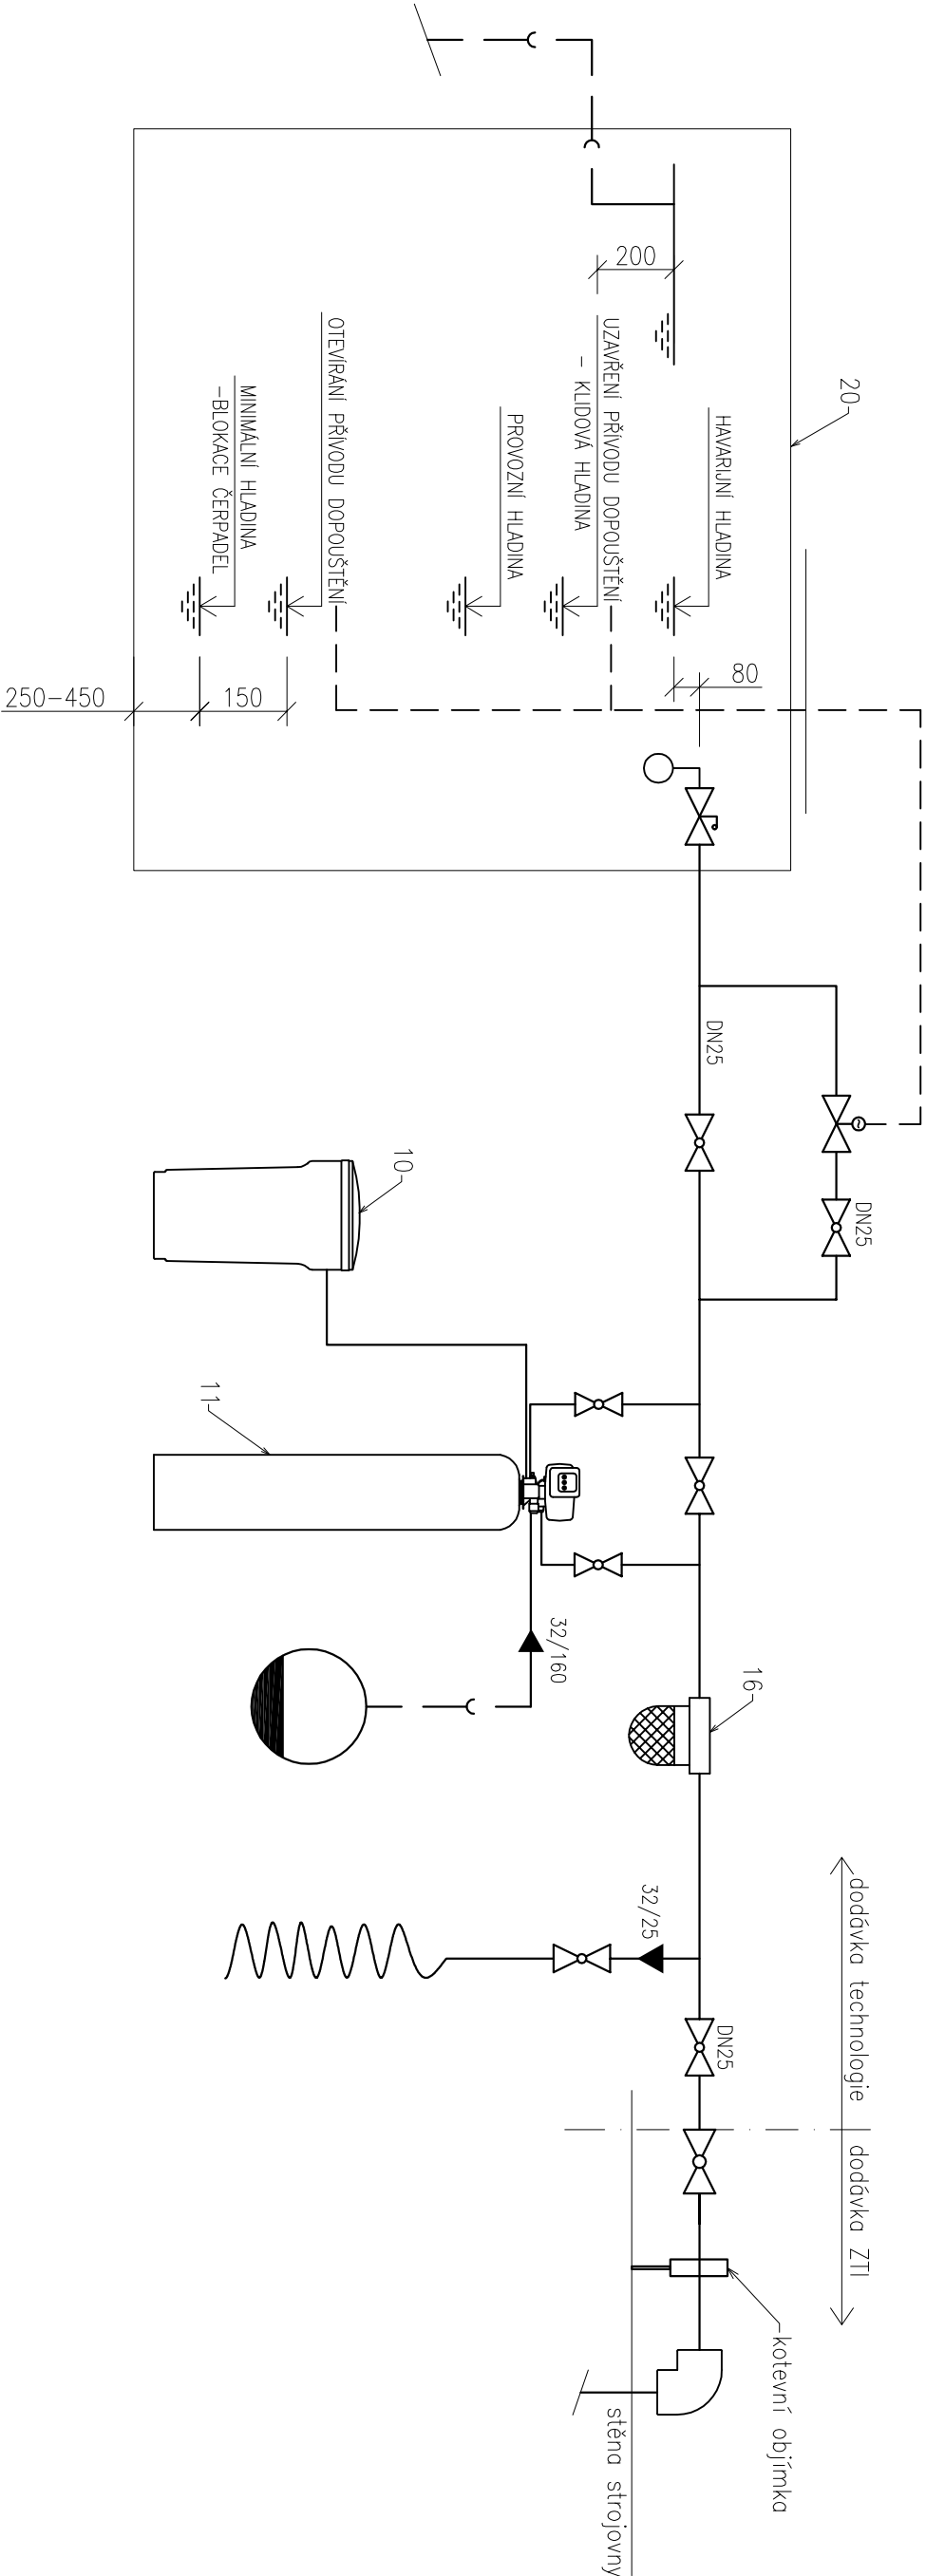 20
HAVARIJNÍ HLADINA
200
80
UZAVŘENÍ PŘÍVODU DOPOUŠTĚNÍ
- KLIDOVÁ HLADINA
PROVOZNÍ HLADINA
OTEVÍRÁNÍ PŘÍVODU DOPOUŠTĚNÍ
MINIMÁLNÍ HLADINA
-BLOKACE ČERPADEL
150
250-450
DN25
DN25
10
11
32/160
16
32/25
DN25
dodávka technologie
dodávka ZTI
kotevní objímka
stěna strojovny